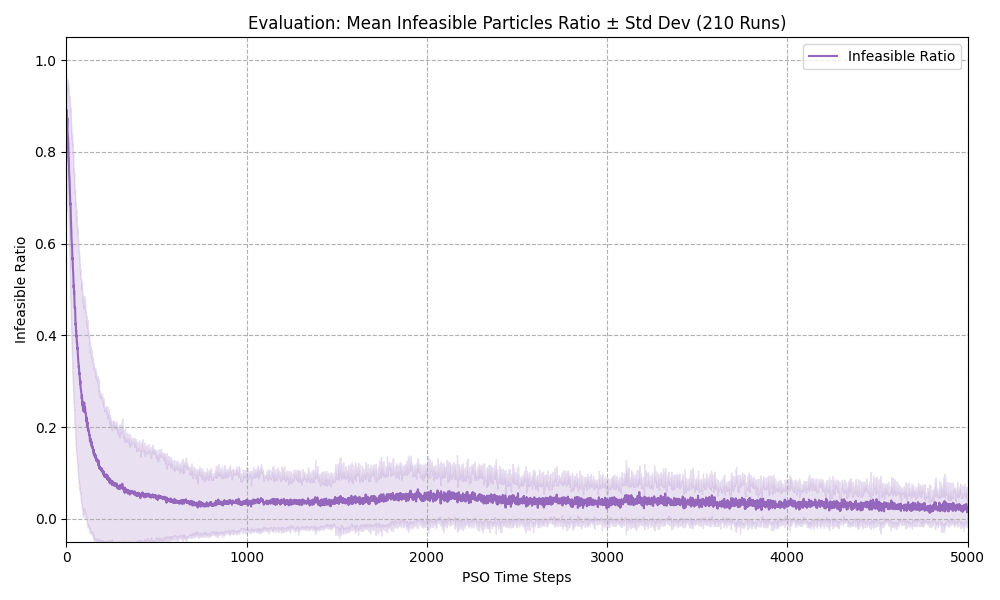 Evaluation: Mean Infeasible Particles Ratio ± Std Dev (210 Runs)
Infeasible Ratio
1.0
0.8
0.6
0.4
0.2
0.0
Infeasible Ratio
0 1000 2000 3000 4000 5000
PSO Time Steps